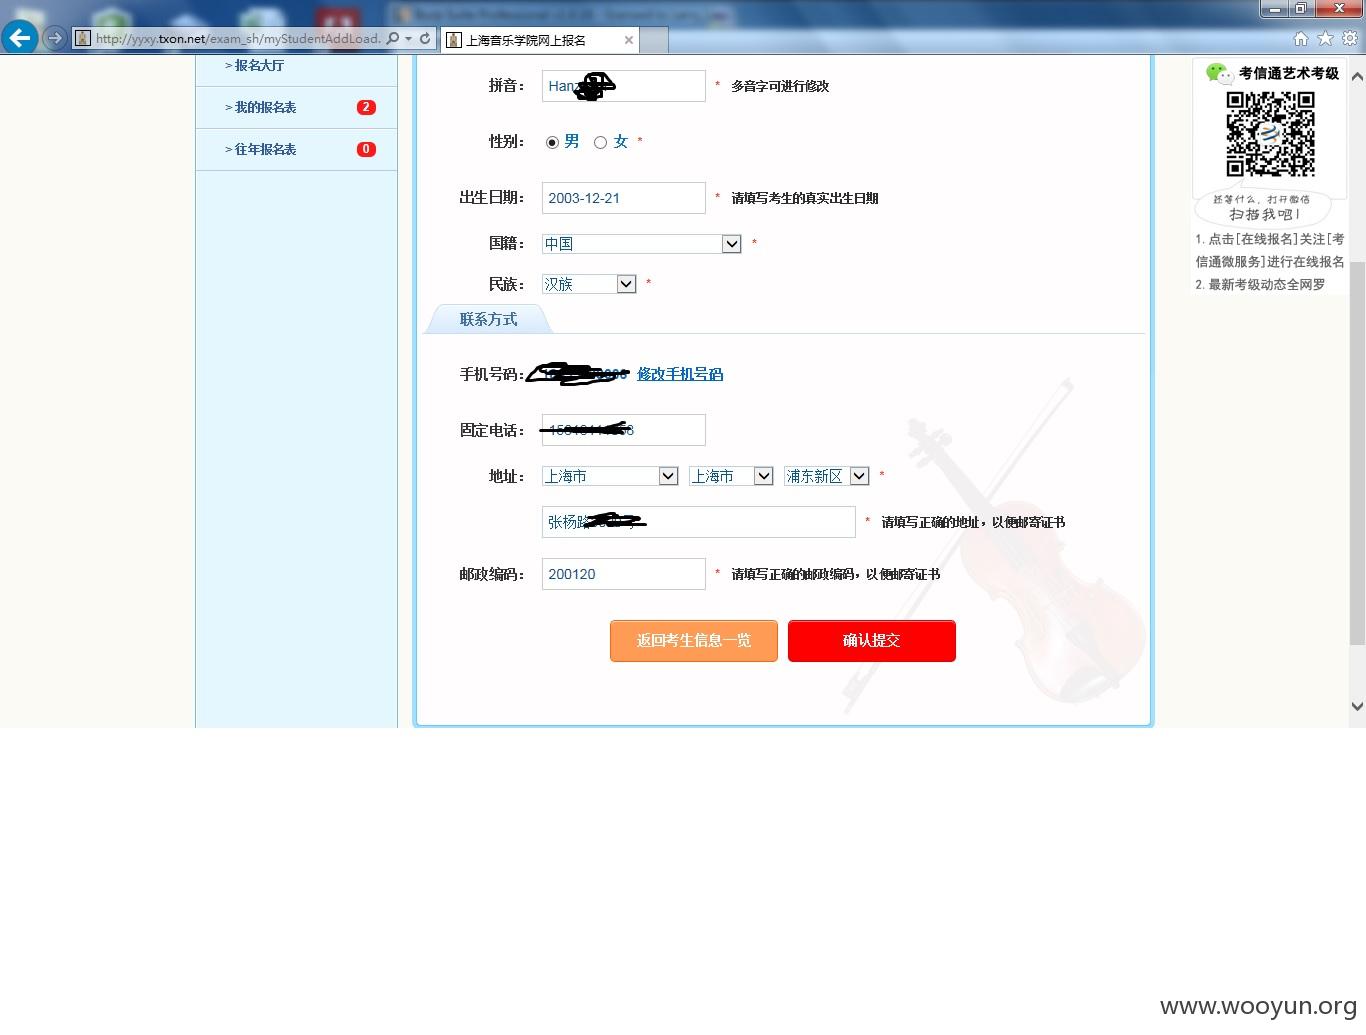 http://yyxy.txon.net/exam_sh/myStudentAddLoad.
上海音乐学院网上报名
>报名大厅
>我的报名表 2
>往年报名表 0
拼音： * 多音字可进行修改
性别： 男 女 *
出生日期： 2003-12-21 * 请填写考生的真实出生日期
国籍： 中国 *
民族： 汉族 *
联系方式
手机号码： 修改手机号码
固定电话：
地址： 上海市 上海市 浦东新区 *
张杨路 * 请填写正确的地址，以便邮寄证书
邮政编码： 200120 * 请填写正确的邮政编码，以便邮寄证书
返回考生信息一览 确认提交
考信通艺术考级
还等什么，打开微信
扫描我吧！
1. 点击[在线报名]关注[考
信通微服务]进行在线报名
2. 最新考级动态全网罗
www.wooyun.org